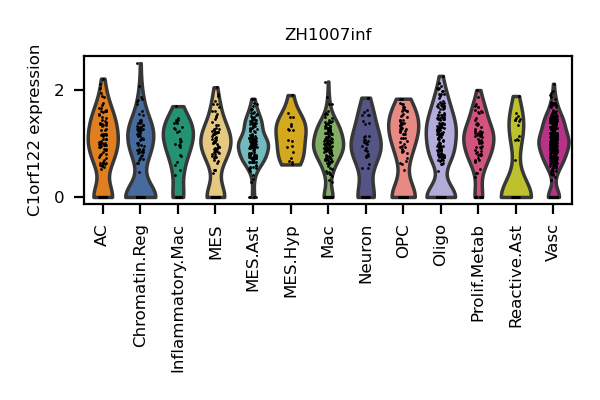 ZH1007inf
C1orf122 expression
2
0
AC
Chromatin.Reg
Inflammatory.Mac
MES
MES.Ast
MES.Hyp
Mac
Neuron
OPC
Oligo
Prolif.Metab
Reactive.Ast
Vasc